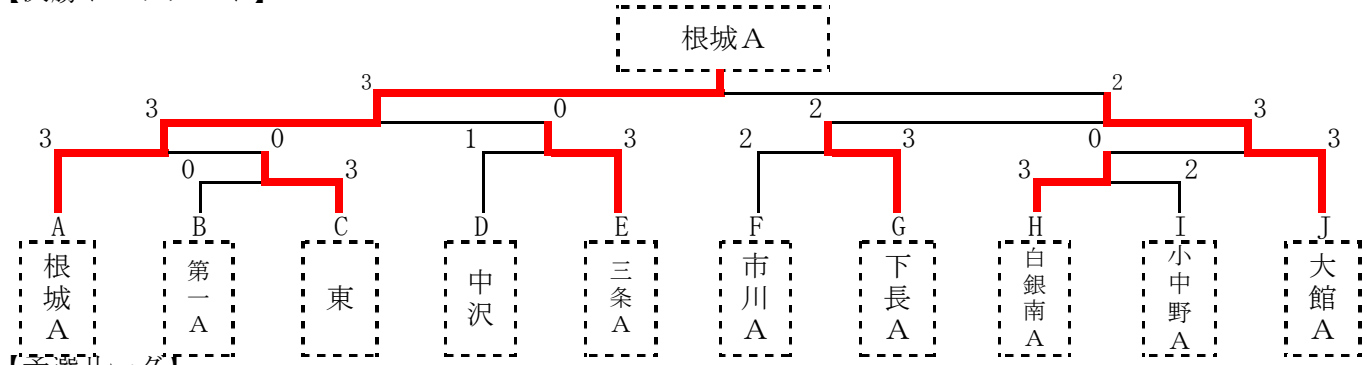 根城A
3 2
3 0 2 3
3 0 1 3 2 3 0 3
0 3 3 2
A B C D E F G H I J
根城A 第一A 東 中沢 三条A 市川A 下長A 白銀南A 小中野A 大館A